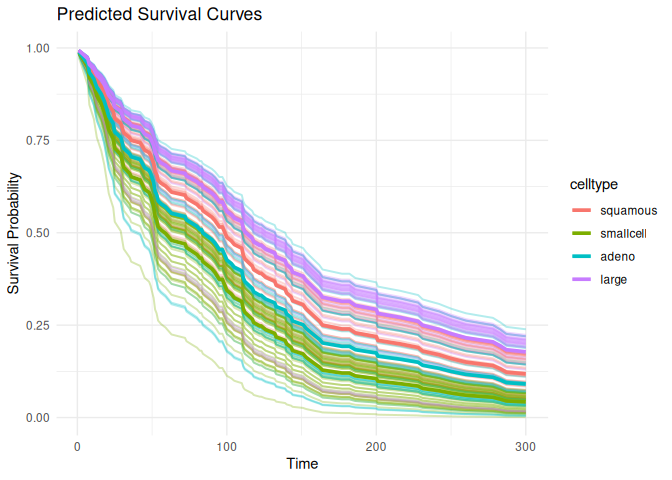 Predicted Survival Curves
1.00
0.75
0.50
0.25
0.00
Survival Probability
0
100
200
300
Time
celltype
squamous
smallcell
adeno
large